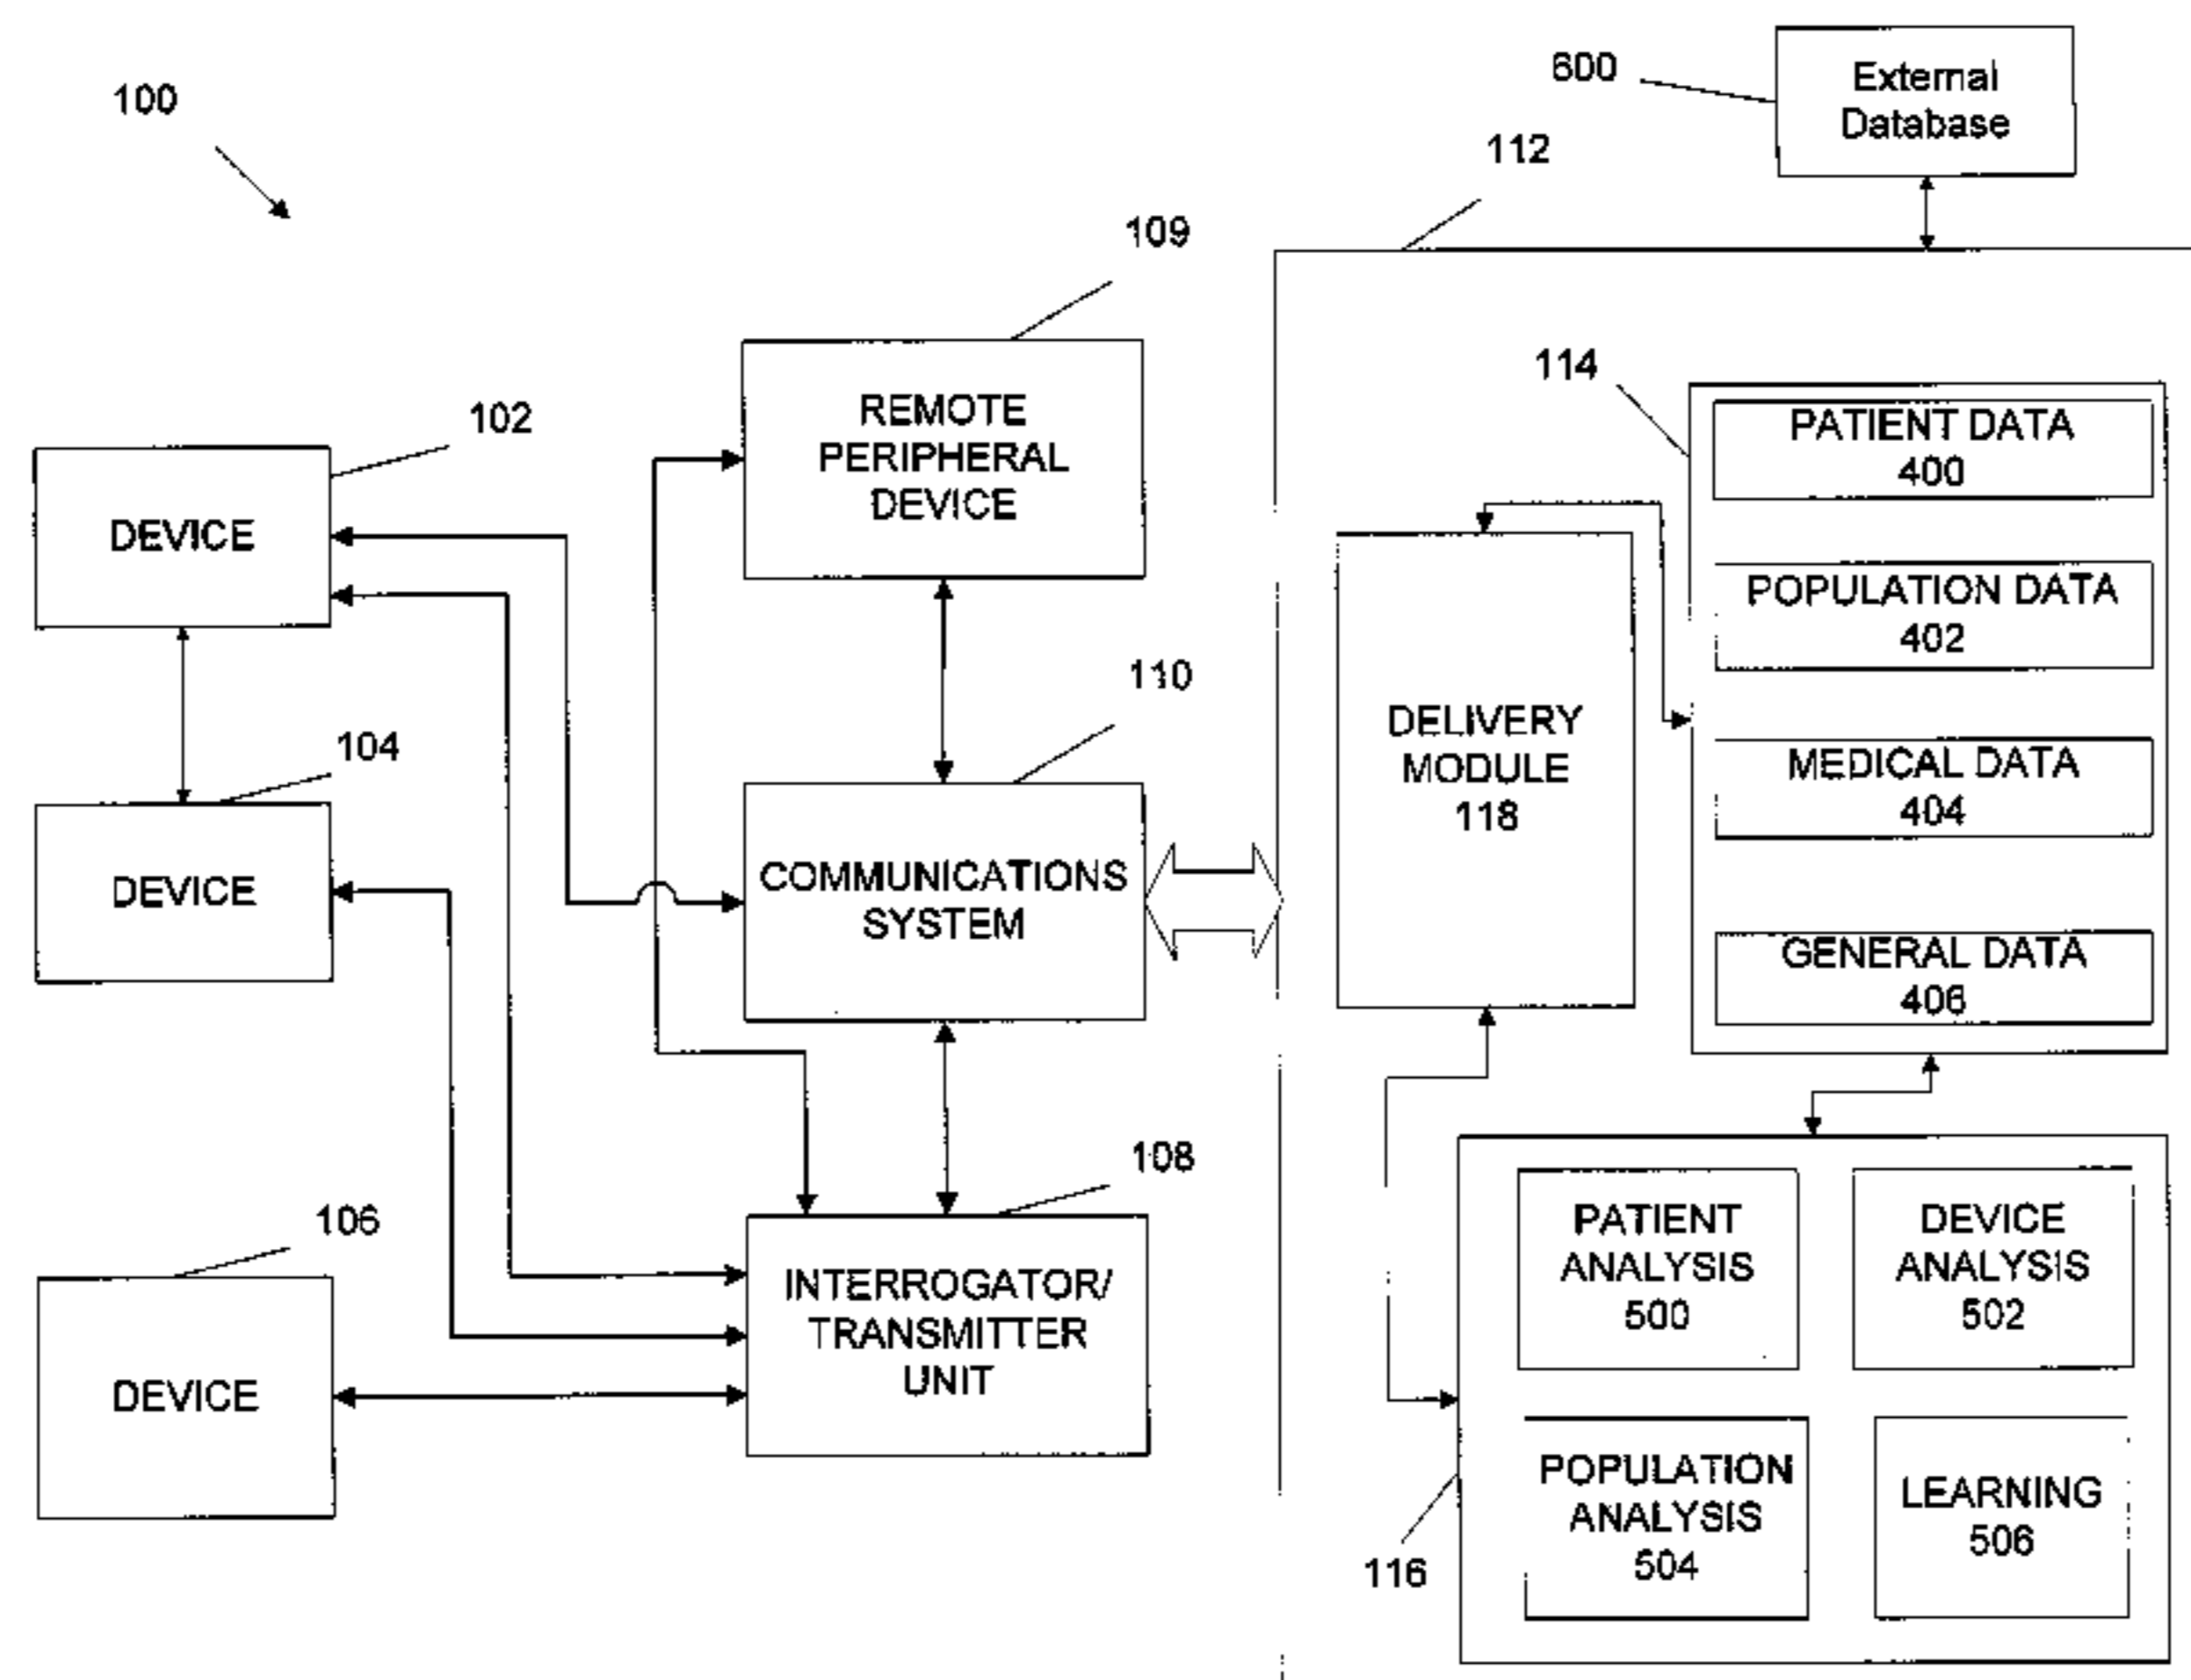 100
600
External
Database
112
109
REMOTE
PERIPHERAL
DEVICE
114
PATIENT DATA
400
POPULATION DATA
402
MEDICAL DATA
404
GENERAL DATA
406
102
DEVICE
104
DEVICE
106
DEVICE
110
COMMUNICATIONS
SYSTEM
108
INTERROGATOR/
TRANSMITTER
UNIT
DELIVERY
MODULE
118
116
PATIENT
ANALYSIS
500
DEVICE
ANALYSIS
502
POPULATION
ANALYSIS
504
LEARNING
506